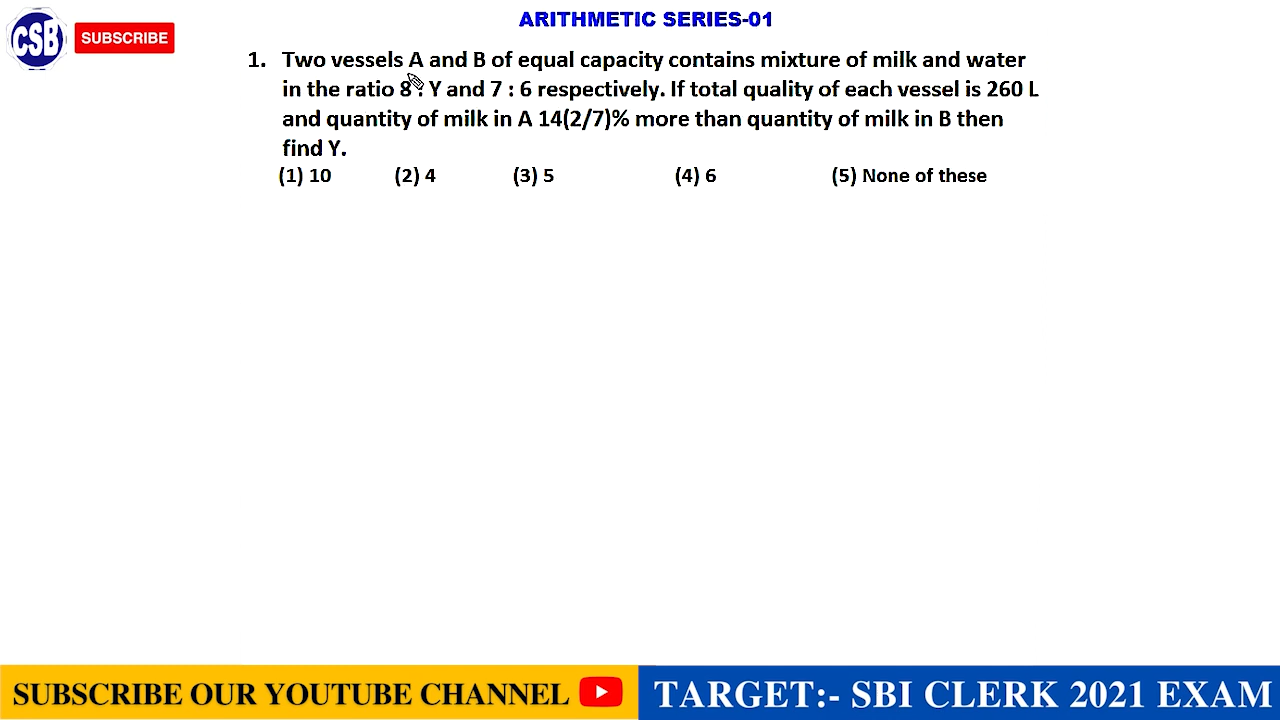 ARITHMETIC SERIES-01
CSB
SUBSCRIBE
1. Two vessels A and B of equal capacity contains mixture of milk and water
in the ratio 8 : Y and 7 : 6 respectively. If total quality of each vessel is 260 L
and quantity of milk in A 14(2/7)% more than quantity of milk in B then
find Y.
(1) 10 (2) 4 (3) 5 (4) 6 (5) None of these
SUBSCRIBE OUR YOUTUBE CHANNEL
TARGET:- SBI CLERK 2021 EXAM